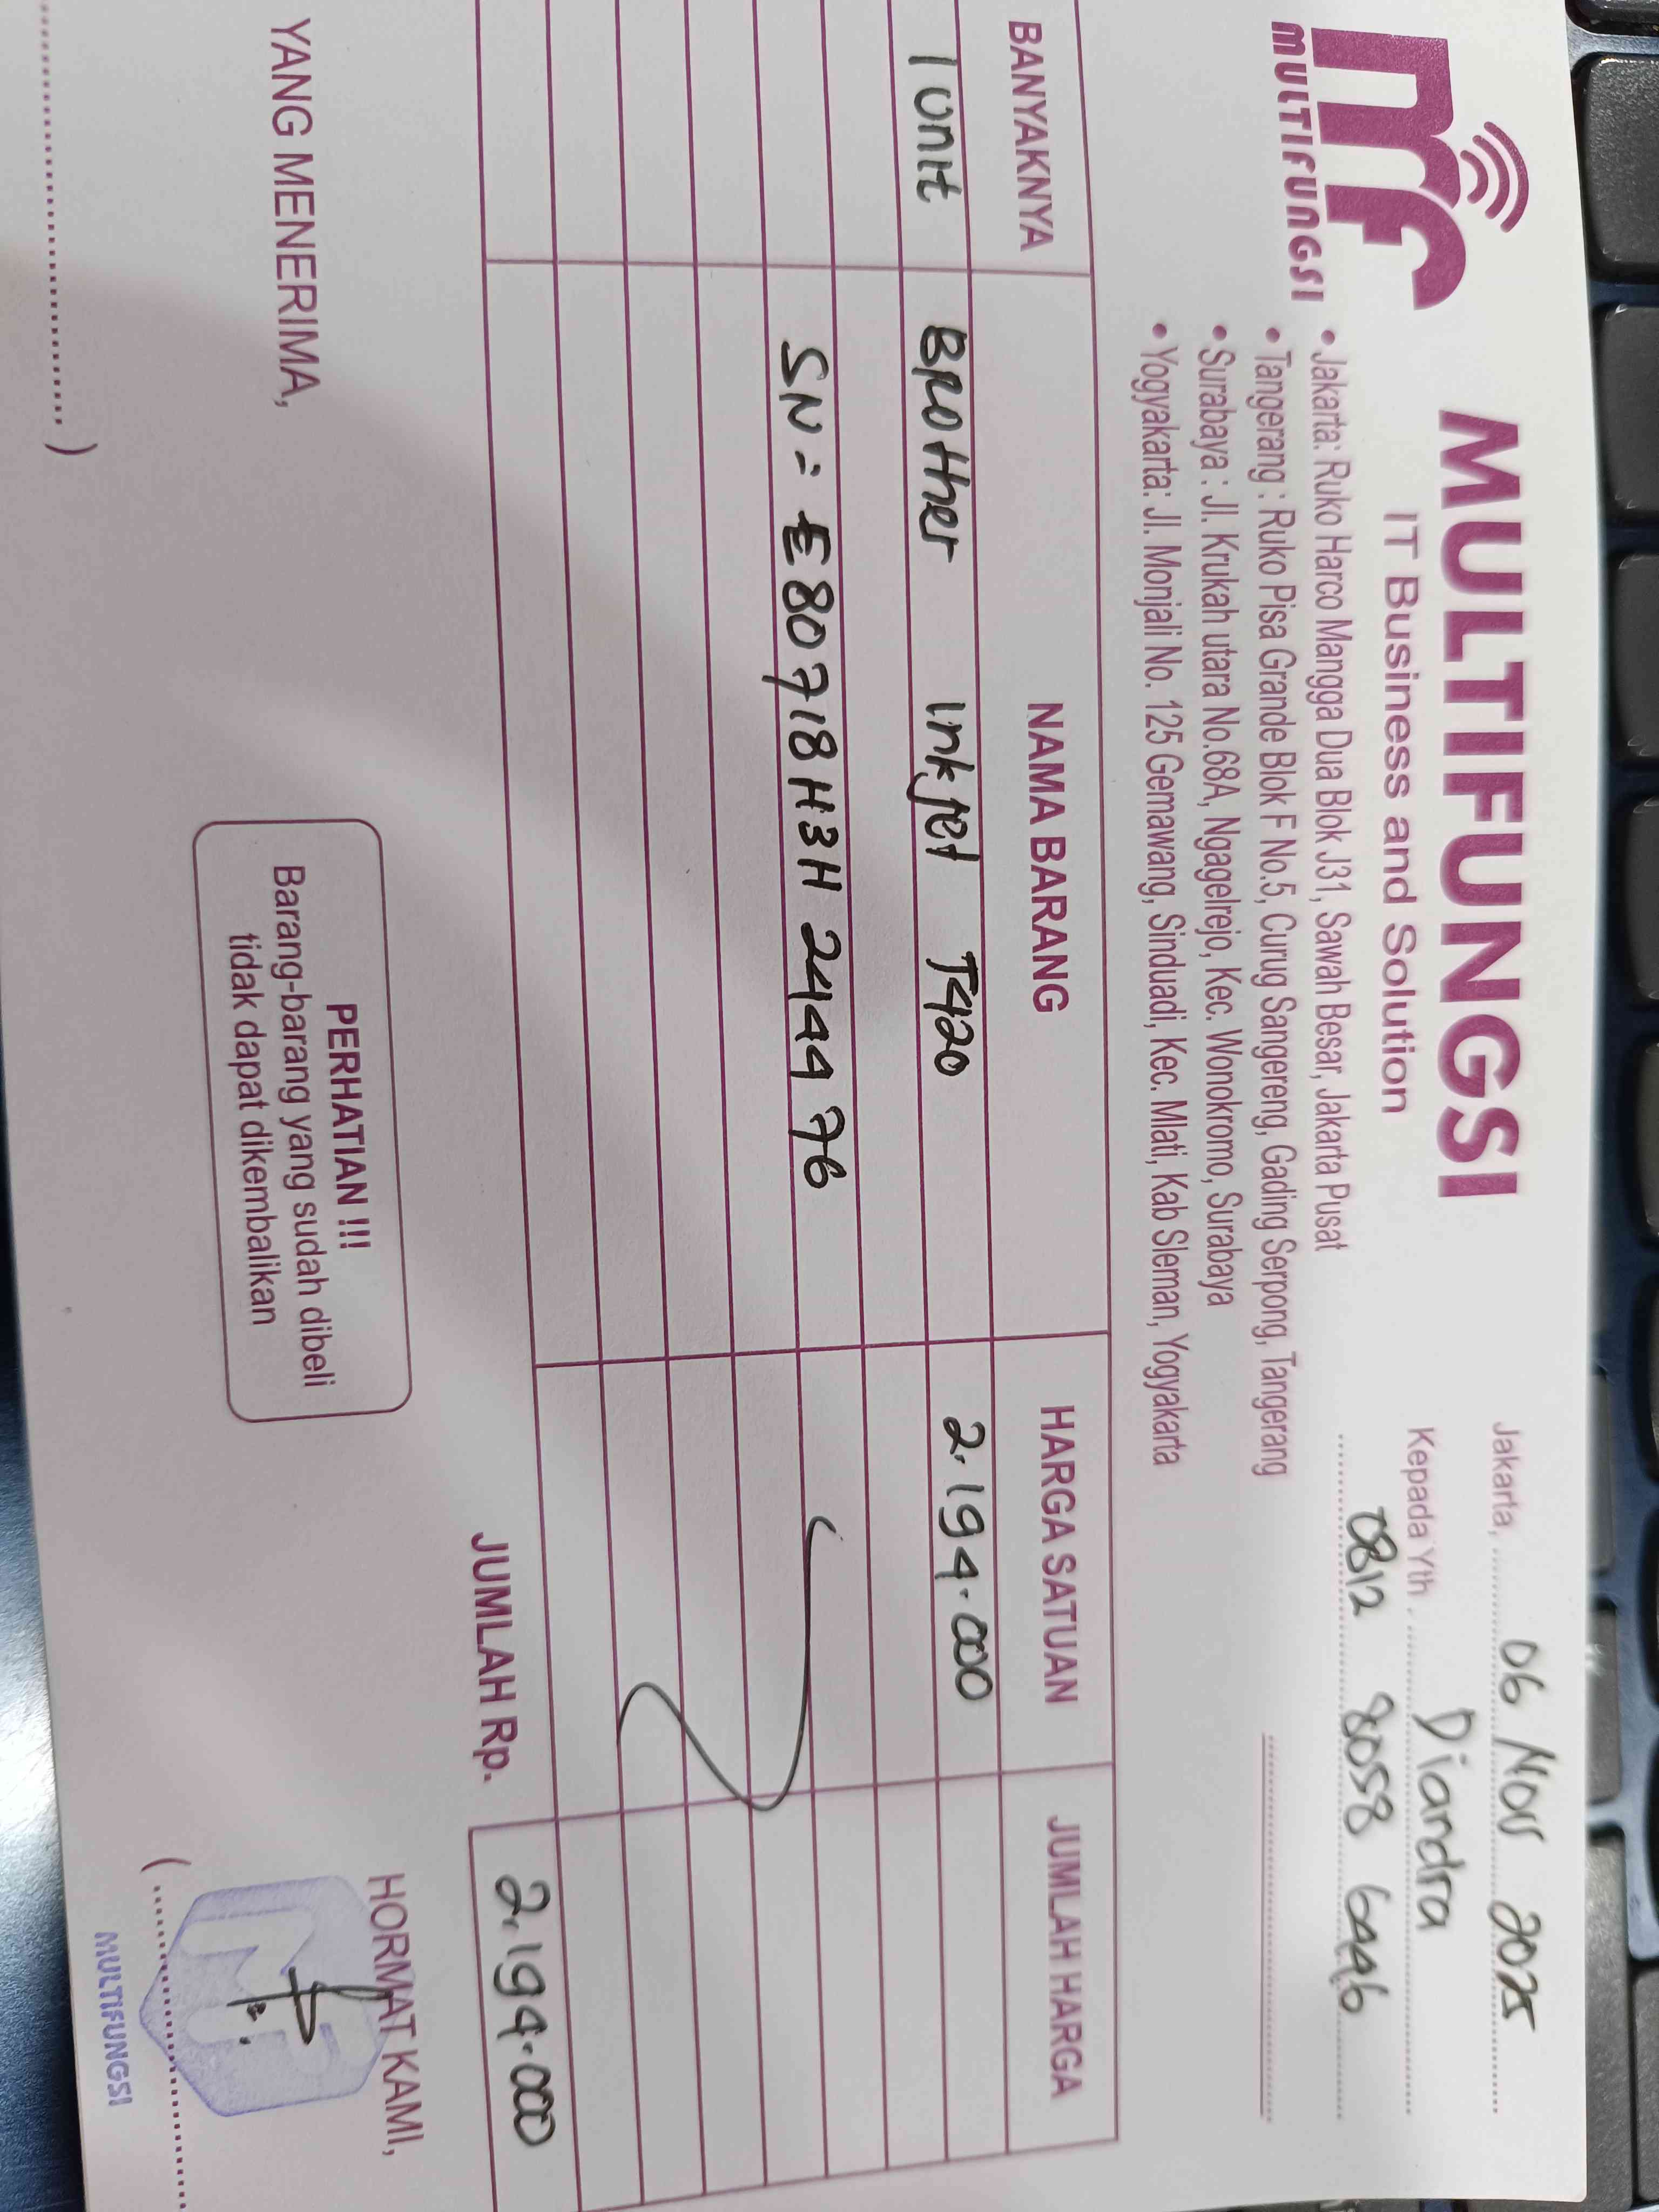 MULTIFUNGSI
MULTIFUNGSI
IT Business and Solution
• Jakarta: Ruko Harco Mangga Dua Blok J31, Sawah Besar, Jakarta Pusat
• Tangerang : Ruko Pisa Grande Blok F No.5, Curug Sangereng, Gading Serpong, Tangerang
• Surabaya : Jl. Krukah utara No.68A, Ngagelrejo, Kec. Wonokromo, Surabaya
• Yogyakarta: Jl. Monjali No. 125 Gemawang, Sinduadi, Kec. Mlati, Kab Sleman, Yogyakarta
Jakarta, 06 Nov 2025
Kepada Yth. Diandra
0812 8058 6446
BANYAKNYA NAMA BARANG HARGA SATUAN JUMLAH HARGA
1 Unit Brother Inkjet T420 2.194.000
SN = E80718H3H244476
JUMLAH Rp. 2.194.000
YANG MENERIMA,
PERHATIAN !!!
Barang-barang yang sudah dibeli
tidak dapat dikembalikan
HORMAT KAMI,
MULTIFUNGSI